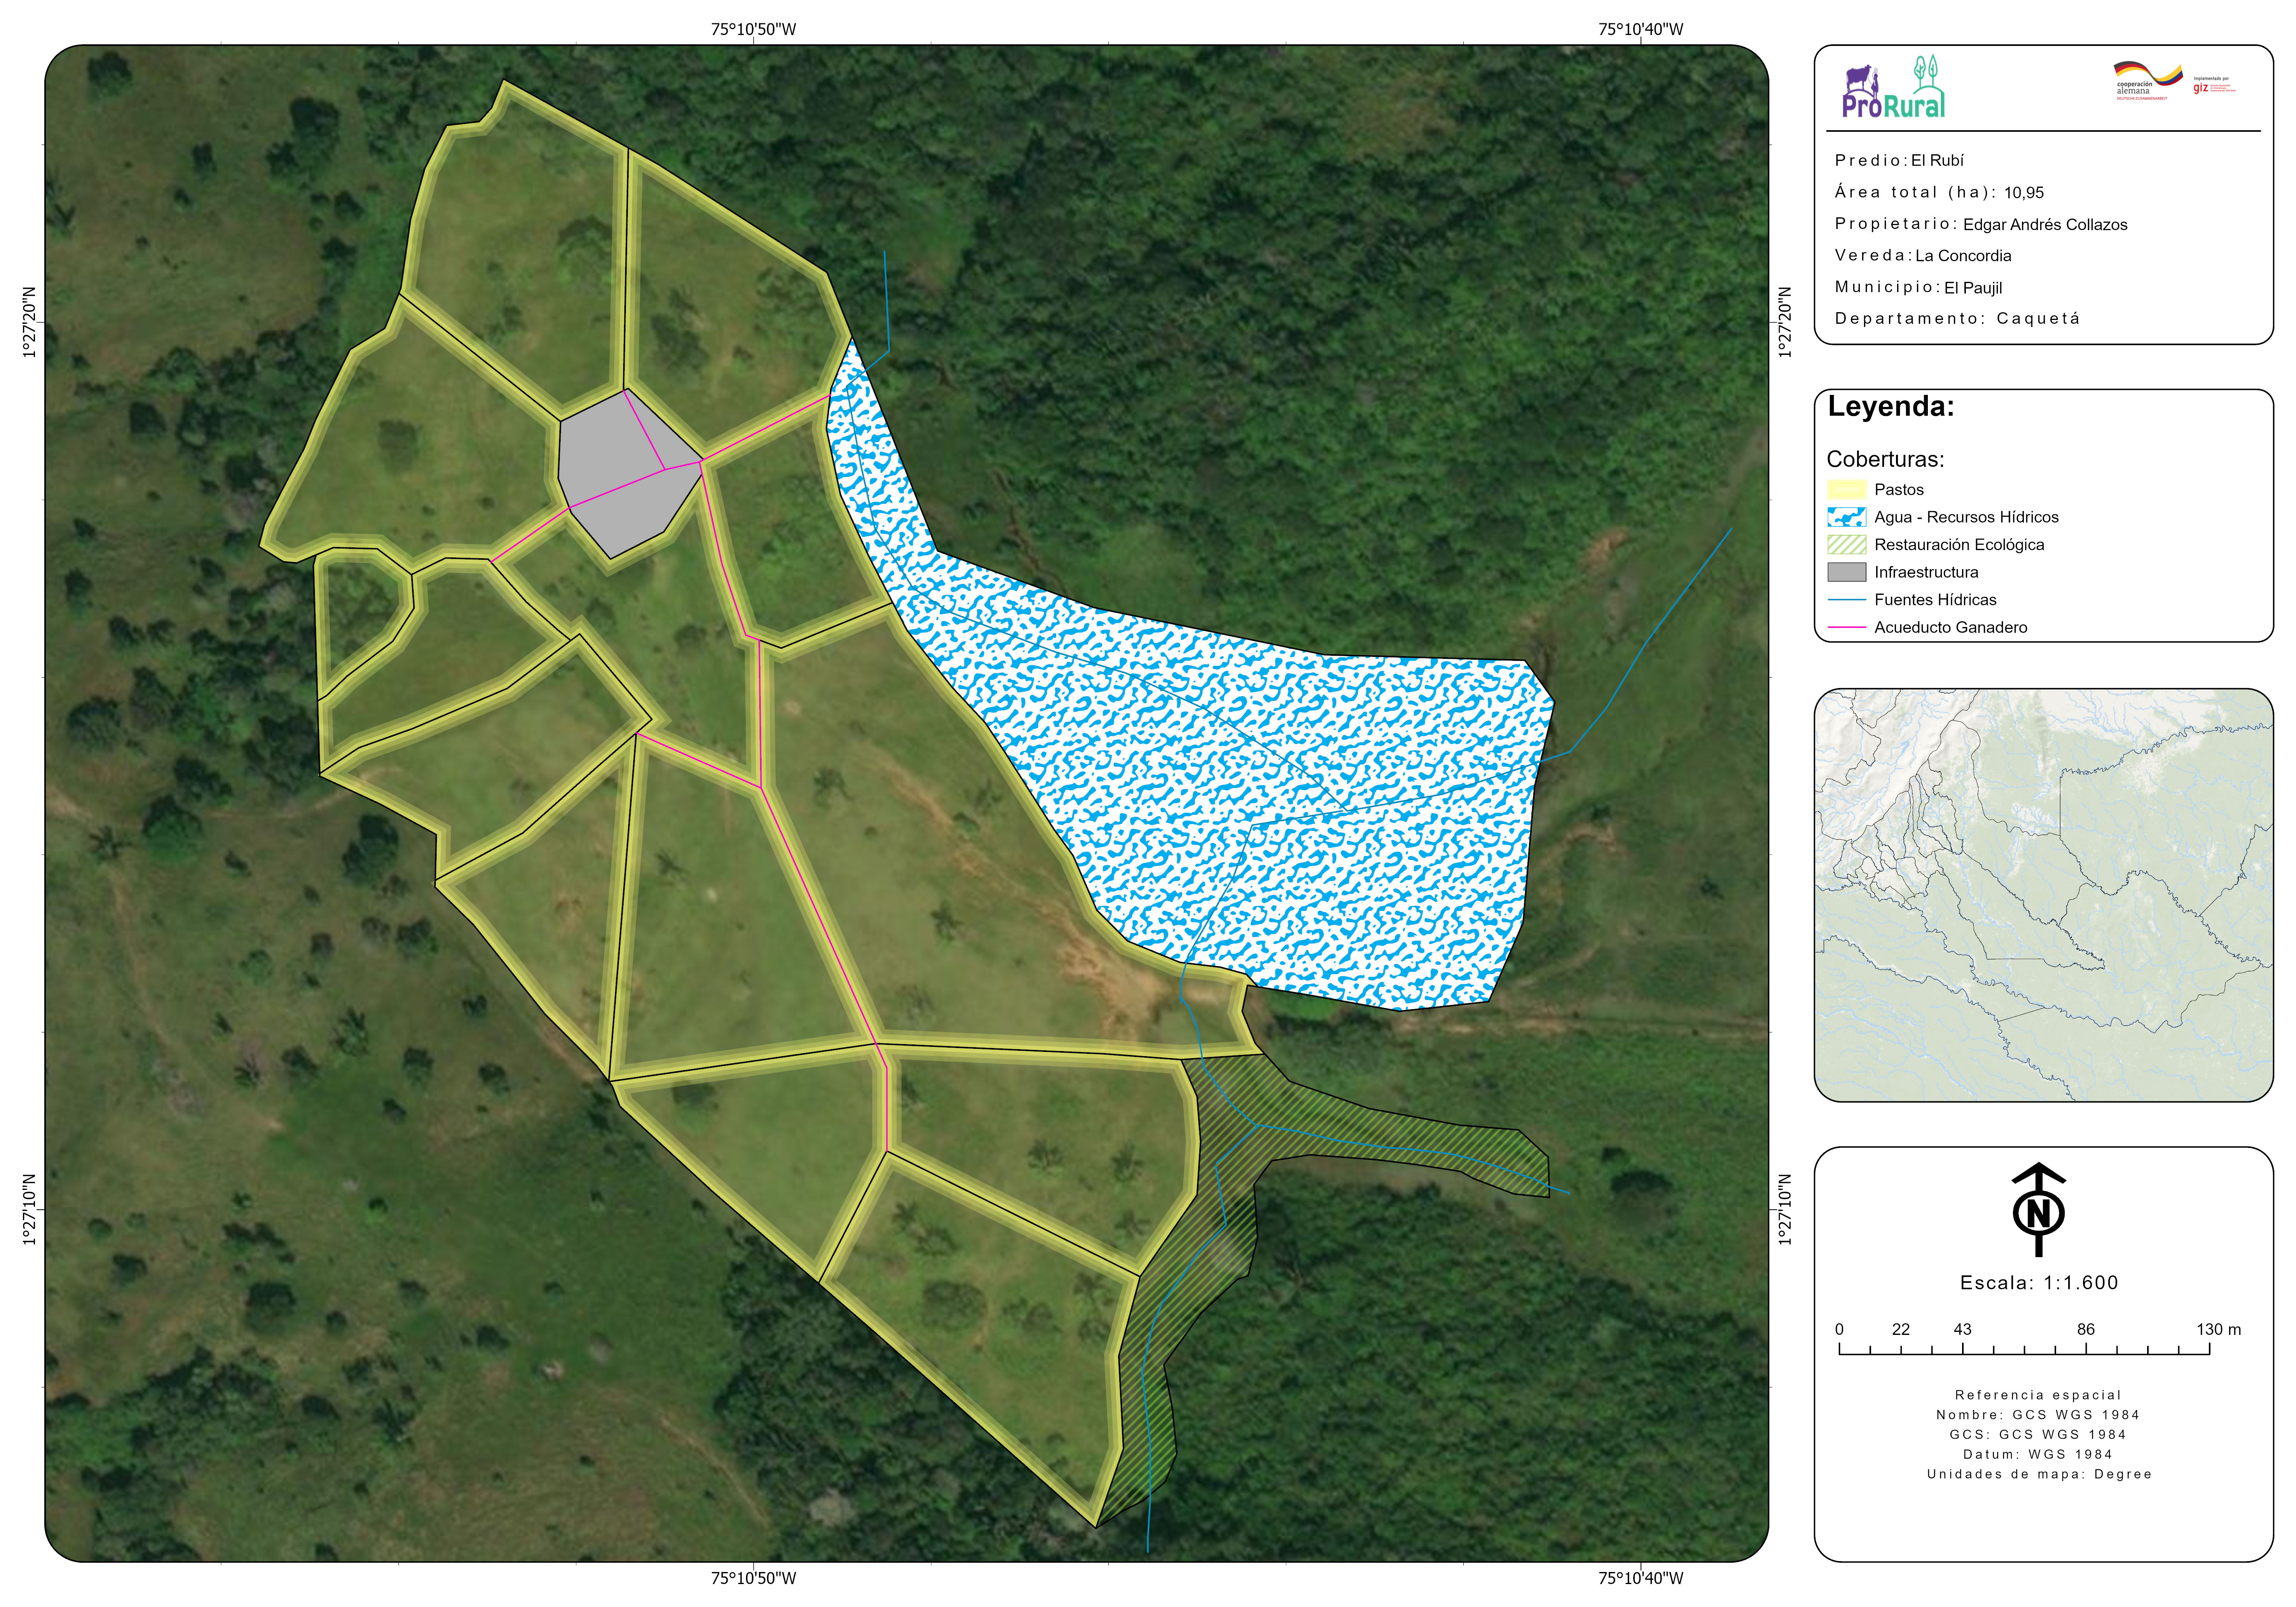 75°10'50"W
75°10'40"W
1°27'20"N
1°27'20"N
1°27'10"N
1°27'10"N
75°10'50"W
75°10'40"W
ProRural
cooperación
alemana
DEUTSCHE ZUSAMMENARBEIT
Implementada por
giz
Predio: El Rubí
Área total (ha): 10,95
Propietario: Edgar Andrés Collazos
Vereda: La Concordia
Municipio: El Paujil
Departamento: Caquetá
Leyenda:
Coberturas:
Pastos
Agua - Recursos Hídricos
Restauración Ecológica
Infraestructura
Fuentes Hídricas
Acueducto Ganadero
N
Escala: 1:1.600
0 22 43 86 130 m
Referencia espacial
Nombre: GCS WGS 1984
GCS: GCS WGS 1984
Datum: WGS 1984
Unidades de mapa: Degree